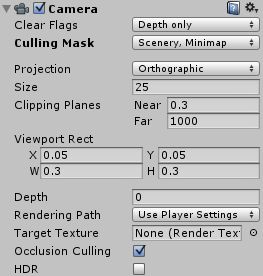 Camera
Clear Flags Depth only
Culling Mask Scenery, Minimap
Projection Orthographic
Size 25
Clipping Planes Near 0.3
Far 1000
Viewport Rect
X 0.05 Y 0.05
W 0.3 H 0.3
Depth 0
Rendering Path Use Player Settings
Target Texture None (Render Text
Occlusion Culling
HDR